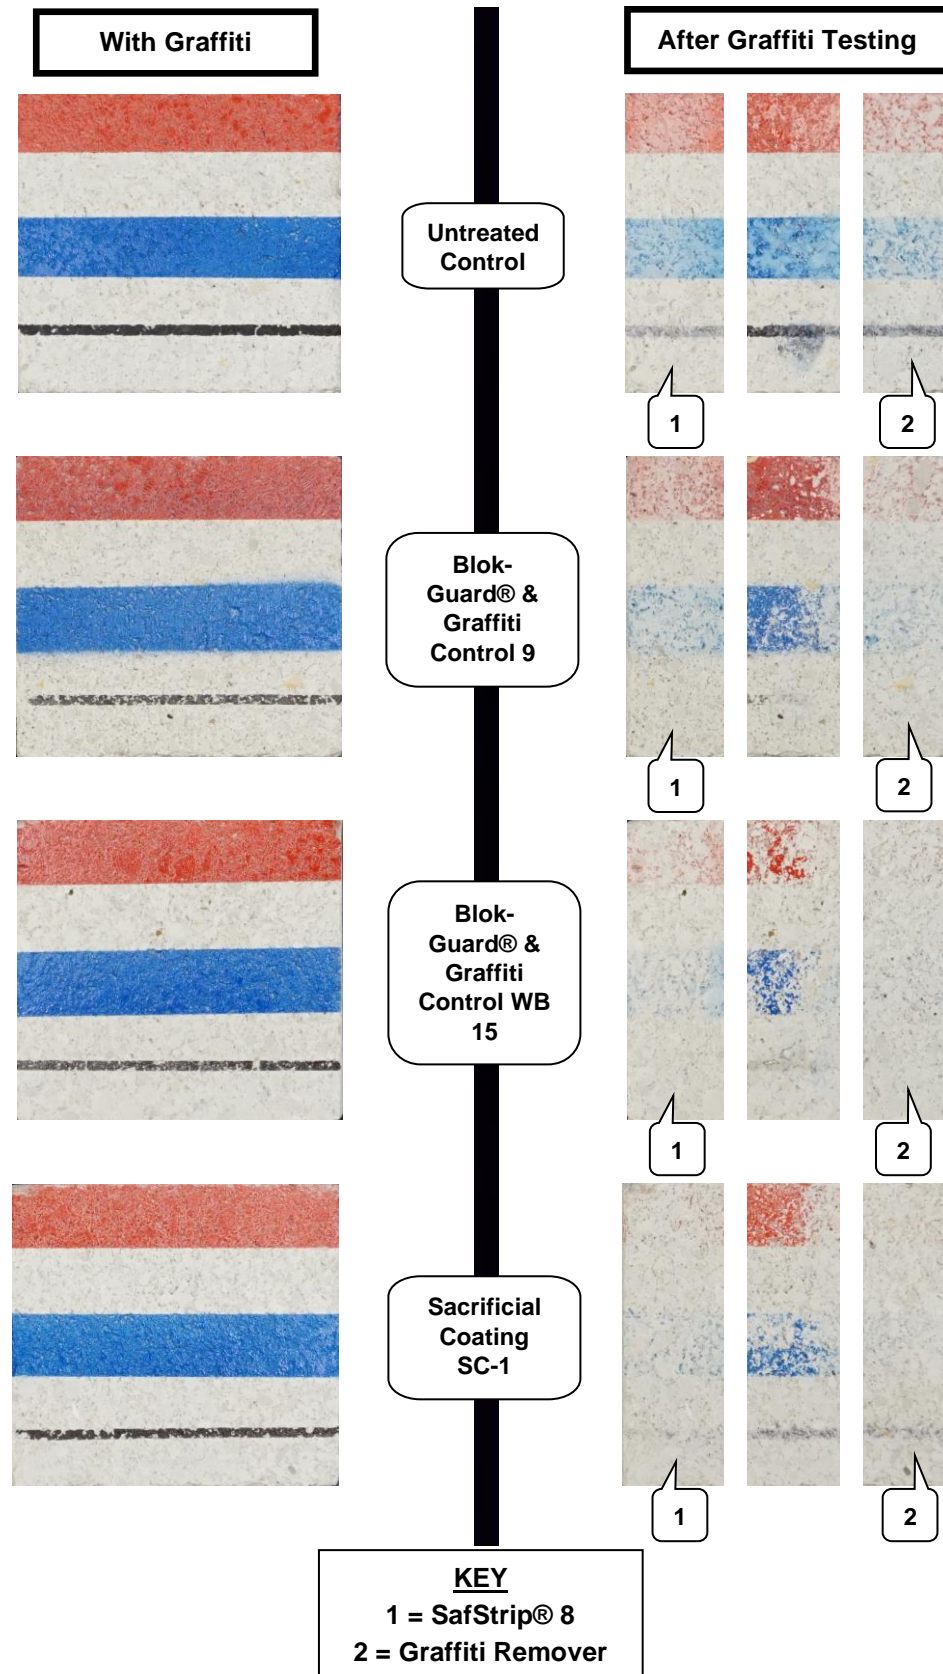 With Graffiti
After Graffiti Testing
Untreated
Control
1
2
Blok-
Guard® &
Graffiti
Control 9
1
2
Blok-
Guard® &
Graffiti
Control WB
15
1
2
Sacrificial
Coating
SC-1
1
2
KEY
1 = SafStrip® 8
2 = Graffiti Remover